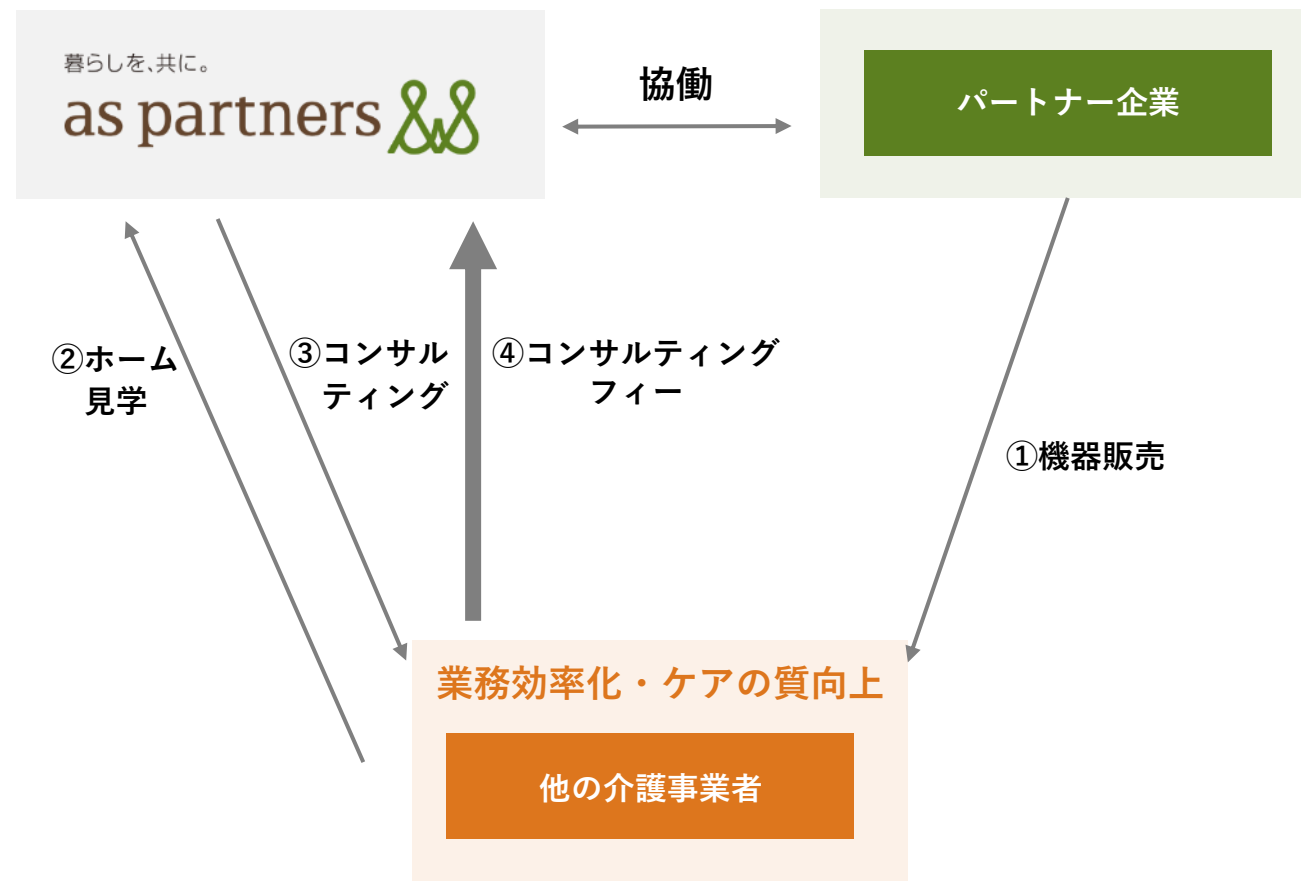 暮らしを、共に。
as partners
協働
パートナー企業
②ホーム
見学
③コンサル
ティング
④コンサルティング
フィー
①機器販売
業務効率化・ケアの質向上
他の介護事業者